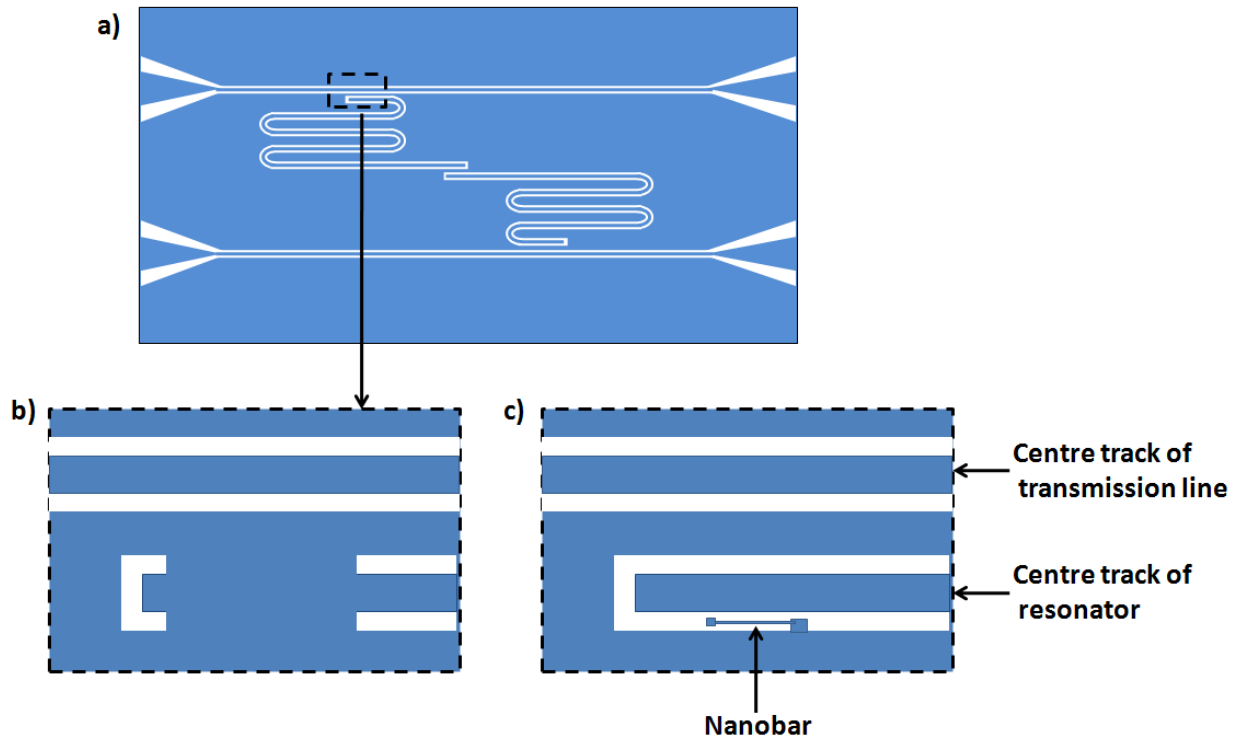 a)
b)
c)
Centre track of
transmission line
Centre track of
resonator
Nanobar